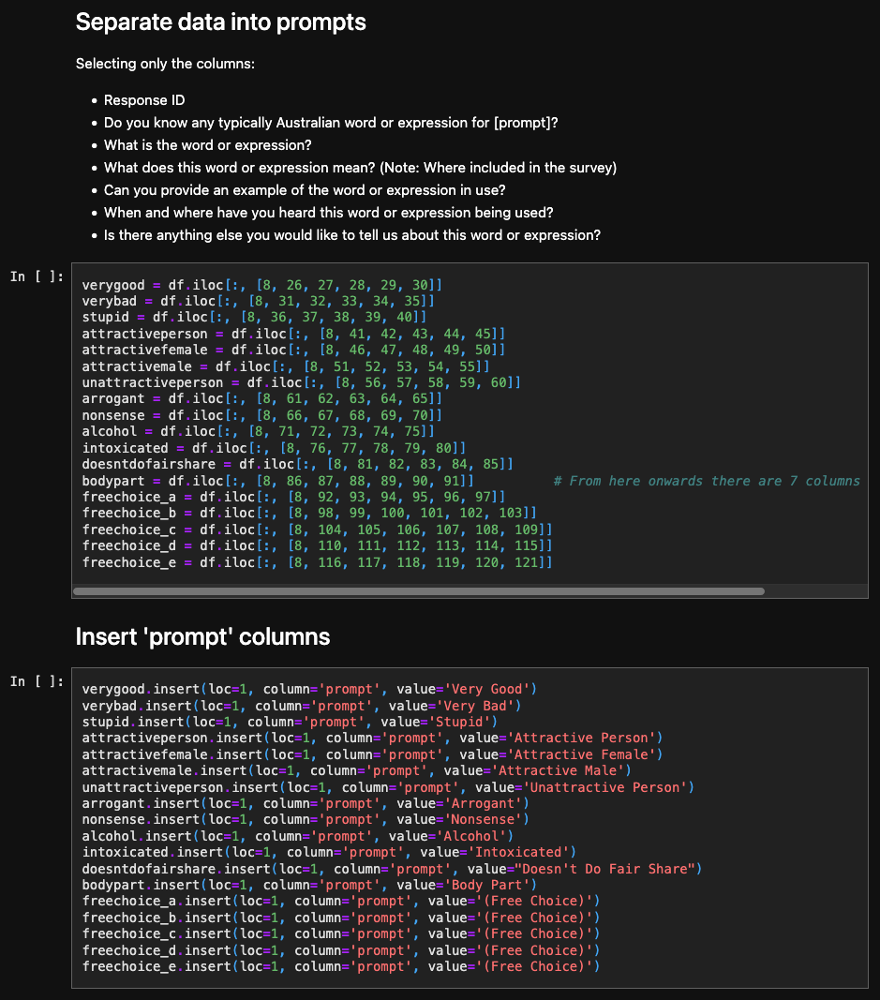 Separate data into prompts
Selecting only the columns:
• Response ID
• Do you know any typically Australian word or expression for [prompt]?
• What is the word or expression?
• What does this word or expression mean? (Note: Where included in the survey)
• Can you provide an example of the word or expression in use?
• When and where have you heard this word or expression being used?
• Is there anything else you would like to tell us about this word or expression?
In [ ]:
verygood = df.iloc[:, [8, 26, 27, 28, 29, 30]]
verybad = df.iloc[:, [8, 31, 32, 33, 34, 35]]
stupid = df.iloc[:, [8, 36, 37, 38, 39, 40]]
attractiveperson = df.iloc[:, [8, 41, 42, 43, 44, 45]]
attractivefemale = df.iloc[:, [8, 46, 47, 48, 49, 50]]
attractivemale = df.iloc[:, [8, 51, 52, 53, 54, 55]]
unattractiveperson = df.iloc[:, [8, 56, 57, 58, 59, 60]]
arrogant = df.iloc[:, [8, 61, 62, 63, 64, 65]]
nonsense = df.iloc[:, [8, 66, 67, 68, 69, 70]]
alcohol = df.iloc[:, [8, 71, 72, 73, 74, 75]]
intoxicated = df.iloc[:, [8, 76, 77, 78, 79, 80]]
doesntdofairshare = df.iloc[:, [8, 81, 82, 83, 84, 85]]
bodypart = df.iloc[:, [8, 86, 87, 88, 89, 90, 91]] # From here onwards there are 7 columns
freechoice_a = df.iloc[:, [8, 92, 93, 94, 95, 96, 97]]
freechoice_b = df.iloc[:, [8, 98, 99, 100, 101, 102, 103]]
freechoice_c = df.iloc[:, [8, 104, 105, 106, 107, 108, 109]]
freechoice_d = df.iloc[:, [8, 110, 111, 112, 113, 114, 115]]
freechoice_e = df.iloc[:, [8, 116, 117, 118, 119, 120, 121]]
Insert 'prompt' columns
In [ ]:
verygood.insert(loc=1, column='prompt', value='Very Good')
verybad.insert(loc=1, column='prompt', value='Very Bad')
stupid.insert(loc=1, column='prompt', value='Stupid')
attractiveperson.insert(loc=1, column='prompt', value='Attractive Person')
attractivefemale.insert(loc=1, column='prompt', value='Attractive Female')
attractivemale.insert(loc=1, column='prompt', value='Attractive Male')
unattractiveperson.insert(loc=1, column='prompt', value='Unattractive Person')
arrogant.insert(loc=1, column='prompt', value='Arrogant')
nonsense.insert(loc=1, column='prompt', value='Nonsense')
alcohol.insert(loc=1, column='prompt', value='Alcohol')
intoxicated.insert(loc=1, column='prompt', value='Intoxicated')
doesntdofairshare.insert(loc=1, column='prompt', value="Doesn't Do Fair Share")
bodypart.insert(loc=1, column='prompt', value='Body Part')
freechoice_a.insert(loc=1, column='prompt', value='(Free Choice)')
freechoice_b.insert(loc=1, column='prompt', value='(Free Choice)')
freechoice_c.insert(loc=1, column='prompt', value='(Free Choice)')
freechoice_d.insert(loc=1, column='prompt', value='(Free Choice)')
freechoice_e.insert(loc=1, column='prompt', value='(Free Choice)')